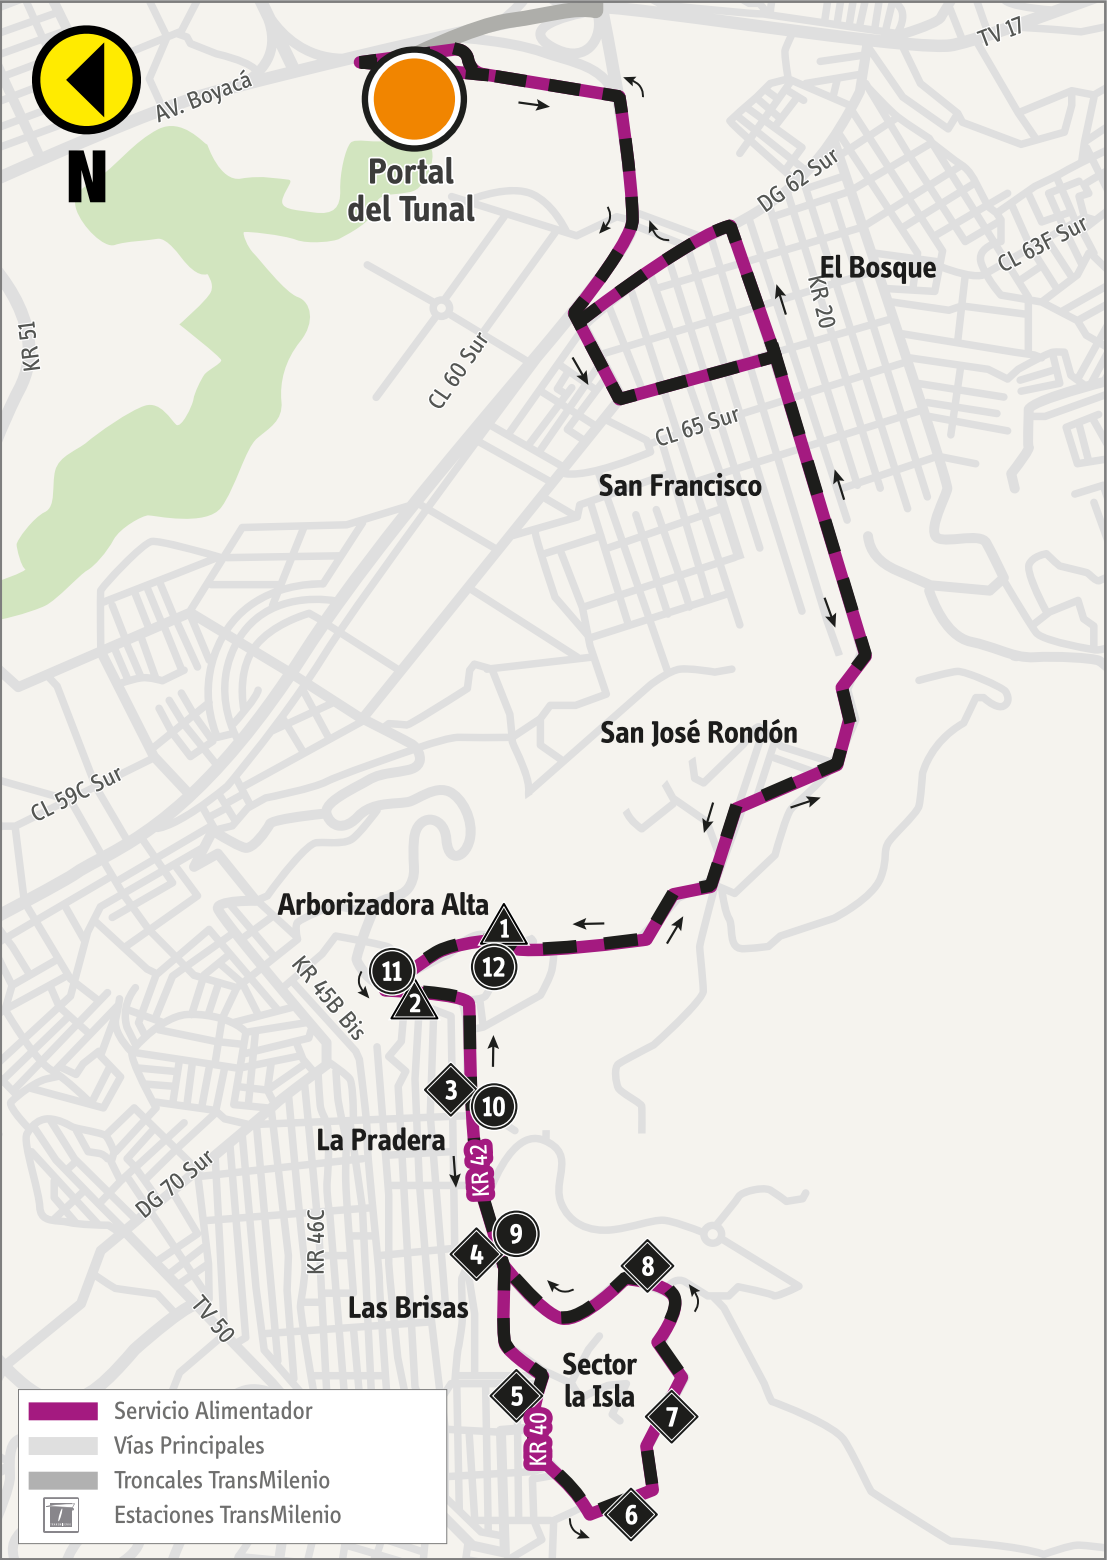 TV 17
AV. Boyacá
N
Portal
del Tunal
DG 62 Sur
CL 63F Sur
El Bosque
KR 20
KR 51
CL 60 Sur
CL 65 Sur
San Francisco
San José Rondón
CL 59C Sur
Arborizadora Alta
1
12
11
2
KR 45B Bis
3
10
La Pradera
KR 42
DG 70 Sur
KR 46C
9
4
8
Las Brisas
TV 50
Sector
la Isla
5
7
KR 40
6
Servicio Alimentador
Vías Principales
Troncales TransMilenio
Estaciones TransMilenio